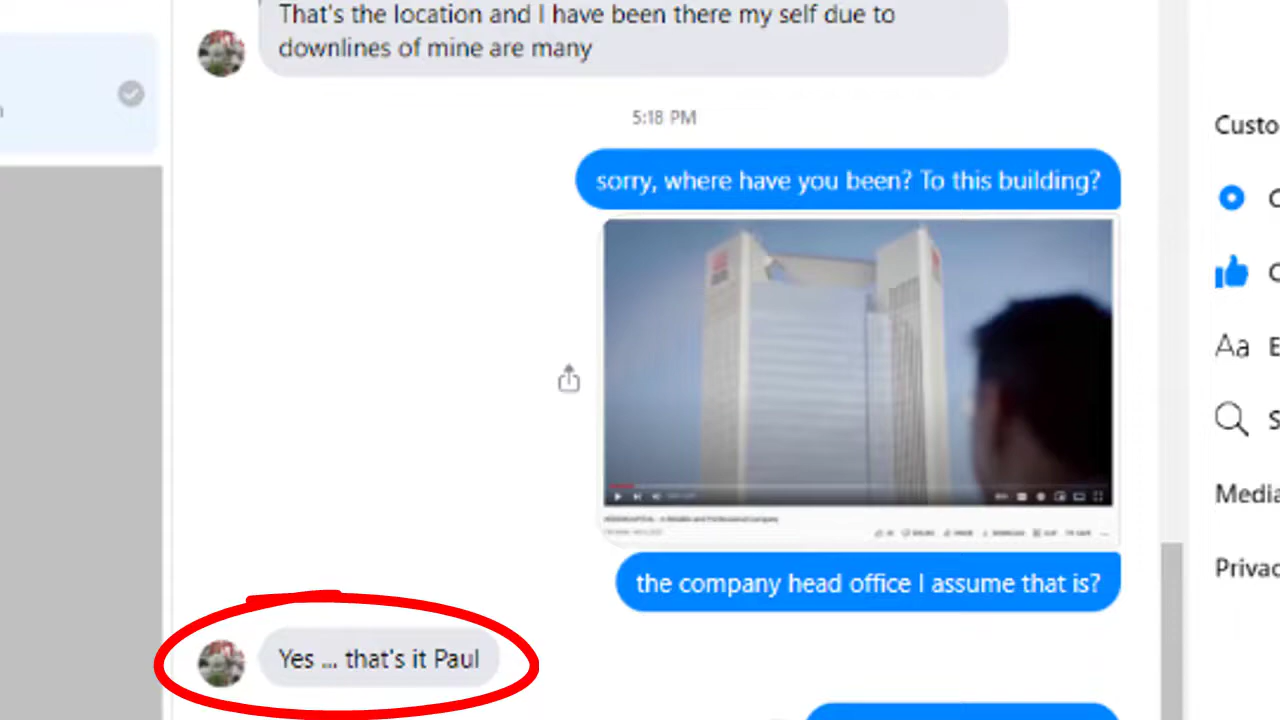 That's the location and I have been there my self due to
downlines of mine are many
5:18 PM
sorry, where have you been? To this building?
the company head office I assume that is?
Yes ... that's it Paul
Custo
C
C
Aa E
S
Media
Privac